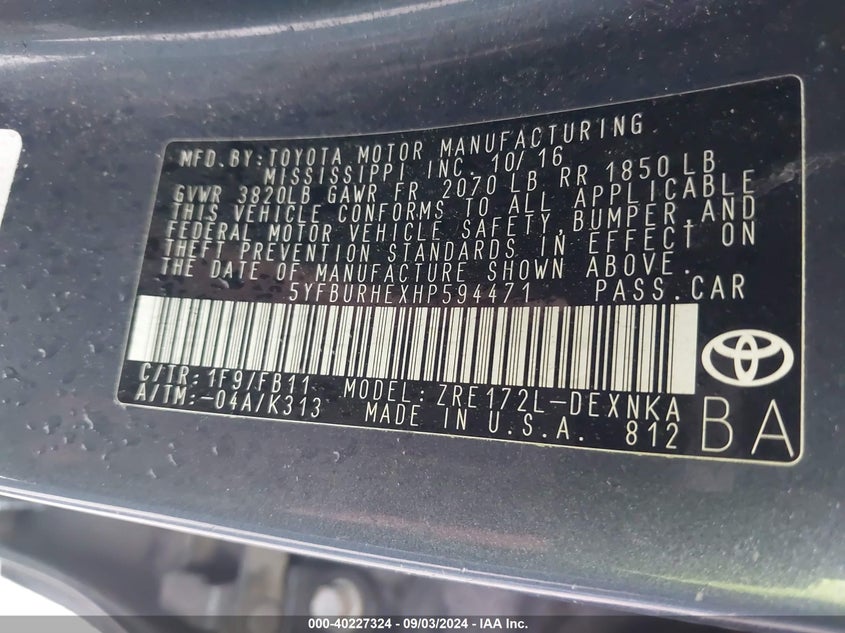 MFD. BY: TOYOTA MOTOR MANUFACTURING
MISSISSIPPI INC. 10/16
GVWR 3820LB GAWR FR 2070 LB RR 1850 LB
THIS VEHICLE CONFORMS TO ALL APPLICABLE
FEDERAL MOTOR VEHICLE SAFETY, BUMPER, AND
THEFT PREVENTION STANDARDS IN EFFECT ON
THE DATE OF MANUFACTURE SHOWN ABOVE.
5YFBURHEXHP594471 PASS. CAR
C/TR: 1F9/FB11 MODEL: ZRE172L-DEXNKA
A/TM: -04A/K313 MADE IN U.S.A. 812
BA
000-40227324 - 09/03/2024 - IAA Inc.